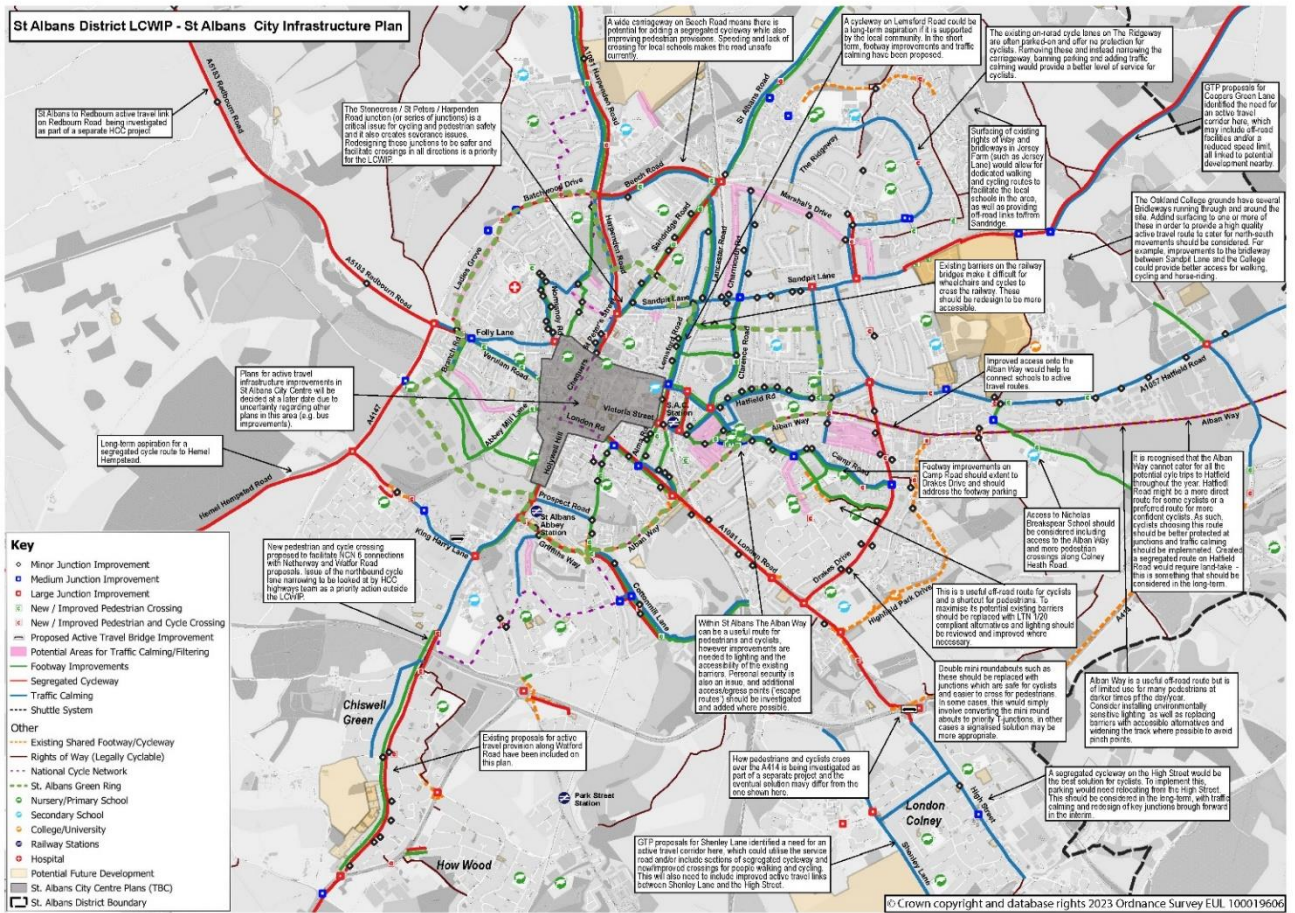 St Albans District LCWIP - St Albans City Infrastructure Plan
A wide carriageway on Beech Road means there is
potential for adding a segregated cycleway while also
improving pedestrian provisions. Speeding and lack of
crossing for local schools makes the road unsafe
currently.
A cycleway on Lemsford Road could be
a long-term aspiration if it is supported
by the local community. In the short
term, footway improvements and traffic
calming have been proposed.
The existing on-road cycle lanes on The Ridgeway
are often parked-on and offer no protection for
cyclists. Removing these and instead narrowing the
carriageway, banning parking and adding traffic
calming would provide a better level of service for
cyclists.
GTP proposals for
Coopers Green Lane
identified the need for
an active travel
corridor here, which
may include off-road
facilities and/or a
reduced speed limit,
all linked to potential
development nearby.
St Albans to Redbourn active travel link
on Redbourn Road being investigated
as part of a separate HCC project
The Stonecross / St Peters / Harpenden
Road junction (or series of junctions) is a
critical issue for cycling and pedestrian safety
and it also creates severance issues.
Redesigning those junctions to be safer and
facilitate crossings in all directions is a priority
for the LCWIP.
Surfacing of existing
rights of Way and
bridleways in Jersey
Farm (such as Jersey
Lane) would allow for
dedicated walking
and cycling routes to
facilitate the local
schools in the area,
as well as providing
off-road links to/from
Sandridge.
The Oakland College grounds have several
Bridleways running through and around the
site. Addind surfacing to one or more of
these in order to provide a high quality
active travel route to cater for north-south
movements should be considered. For
example, improvements to the bridleway
between Sandpit Lane and the College
could provide better access for walking,
cycling and horse-riding.
Existing barriers on the railway
bridges make it difficult for
wheelchairs and cycles to
cross the railway. These
should be redesign to be more
accessible.
Improved access onto the
Alban Way would help to
connect schools to active
travel routes.
Plans for active travel
infrastructure improvements in
St Albans City Centre will be
decided at a later date due to
uncertainty regarding other
plans in this area (e.g. bus
improvements).
Long-term aspiration for a
segregated cycle route to Hemel
Hempstead.
Footway improvements on
Camp Road should extent to
Drakes Drive and should
address the footway parking
It is recognised that the Alban
Way cannot cater for all the
potential cyle trips to Hatfield
throughout the year. Hatfield
Road might be a more direct
route for some cyclists or a
preferred route for more
confident cyclists. As such,
cyclists choosing this route
should be better protected at
junctions and traffic calming
should be implemneted. Created
a segregated route on Hatfield
Road would require land-take -
this is something that should be
considered in the long-term.
Access to Nicholas
Breakspear School should
be considered including
access to the Alban Way
and more pedestrian
crossings along Colney
Heath Road.
New pedestrian and cycle crossing
proposed to facilitate NCN 6 connections
with Netherway and Watfor Road
proposals. Issue of the northbound cycle
lane narrowing to be looked at by HCC
highways team as a priority action outside
the LCWIP.
This is a useful off-road route for cyclists
and a shortcut for pedestrians. To
maximise its potential existing barriers
should be replaced with LTN 1/20
compliant alternatives and lighting should
be reviewed and improved where
necessary.
Within St Albans The Alban Way
can be a useful route for
pedestrians and cyclists,
however improvements are
needed to lighting and the
accessibility of the existing
barriers. Personal security is
also an issue, and additional
access/egress points ('escape
routes') should be investigated
and added where possible.
Double mini roundabouts such as
these should be replaced with
junctions which are safe for cyclists
and easier to cross for pedestrians.
In some cases, this would simply
involve converting the mini round
abouts to priority T-junctions, in other
cases a signalised solution may be
more appropriate.
Alban Way is a useful off-road route but is
of limited use for many pedestrians at
darker times of the day/year.
Consider installing environmentally
sensitive lighting as well as replacing
barriers with accessible alternatives and
widening the track where possible to avoid
pinch points.
Existing proposals for active
travel provision along Watford
Road have been included on
this plan.
How pedestrians and cyclists cross
over the A414 is being investigated as
part of a separate project and the
eventual solution mavy differ from the
one shown here.
A segregated cycleway on the High Street would be
the best solution for cyclists. To implement this,
parking would need relocating from the High Street.
This should be considered in the long-term, with traffic
calming and redesign of key junctions brough forward
in the interim.
GTP proposals for Shenley Lane identified a need for an
active travel corridor here, which could utilise the service
road and/or include sections of segregated cycleway and
new/improved crossings for people walking and cycling.
This will also need to include improved active travel links
between Shenley Lane and the High Street.
A5183 Redbourn Road
A1081 Harpenden Road
St Albans Road
The Ridgeway
Beech Road
Batchwood Drive
Marshal's Drive
Harpenden Road
Sandridge Road
Lancaster Road
Charmouth Rd
Ladies Grove
A5183 Redbourn Road
Normandy Rd
Sandpit Lane
Sandpit Lane
St Peters Street
Lemsford Road
Clarence Road
Folly Lane
Branch Rd
Verulam Road
Chequers
Hatfield Rd
A1057 Hatfield Road
Victoria Street
S.A.C
Station
London Rd
Alma Rd
Alban Way
Alban Way
Abbey Mill Lane
Holywell Hill
Camp Road
A4147
Hemel Hempsted Road
Prospect Road
St Albans
Abbey
Station
King Harry Lane
Griffiths Way
Alban Way
A1081 London Road
Drakes Drive
Highfield Park Drive
Cottonmill Lane
A414
Chiswell
Green
Park Street
Station
How Wood
London
Colney
High Street
Shenley Lane
Key
Minor Junction Improvement
Medium Junction Improvement
Large Junction Improvement
New / Improved Pedestrian Crossing
New / Improved Pedestrian and Cycle Crossing
Proposed Active Travel Bridge Improvement
Potential Areas for Traffic Calming/Filtering
Footway Improvements
Segregated Cycleway
Traffic Calming
Shuttle System
Other
Existing Shared Footway/Cycleway
Rights of Way (Legally Cyclable)
National Cycle Network
St. Albans Green Ring
Nursery/Primary School
Secondary School
College/University
Railway Stations
Hospital
Potential Future Development
St. Albans City Centre Plans (TBC)
St. Albans District Boundary
© Crown copyright and database rights 2023 Ordnance Survey EUL 100019606